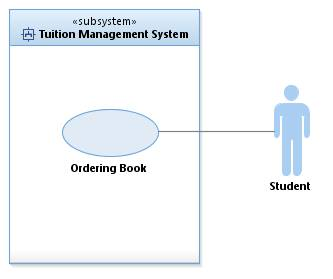 «subsystem»
Tuition Management System
Ordering Book
Student